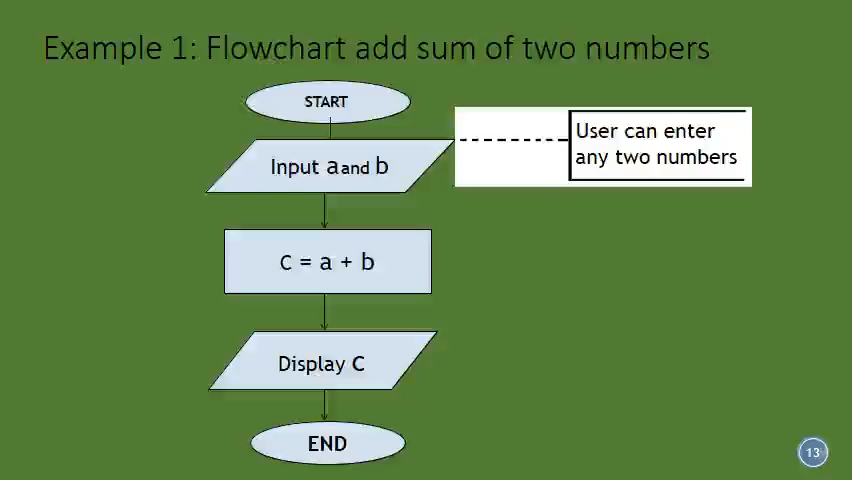 Example 1: Flowchart add sum of two numbers
START
Input a and b
User can enter
any two numbers
C = a + b
Display C
END
13